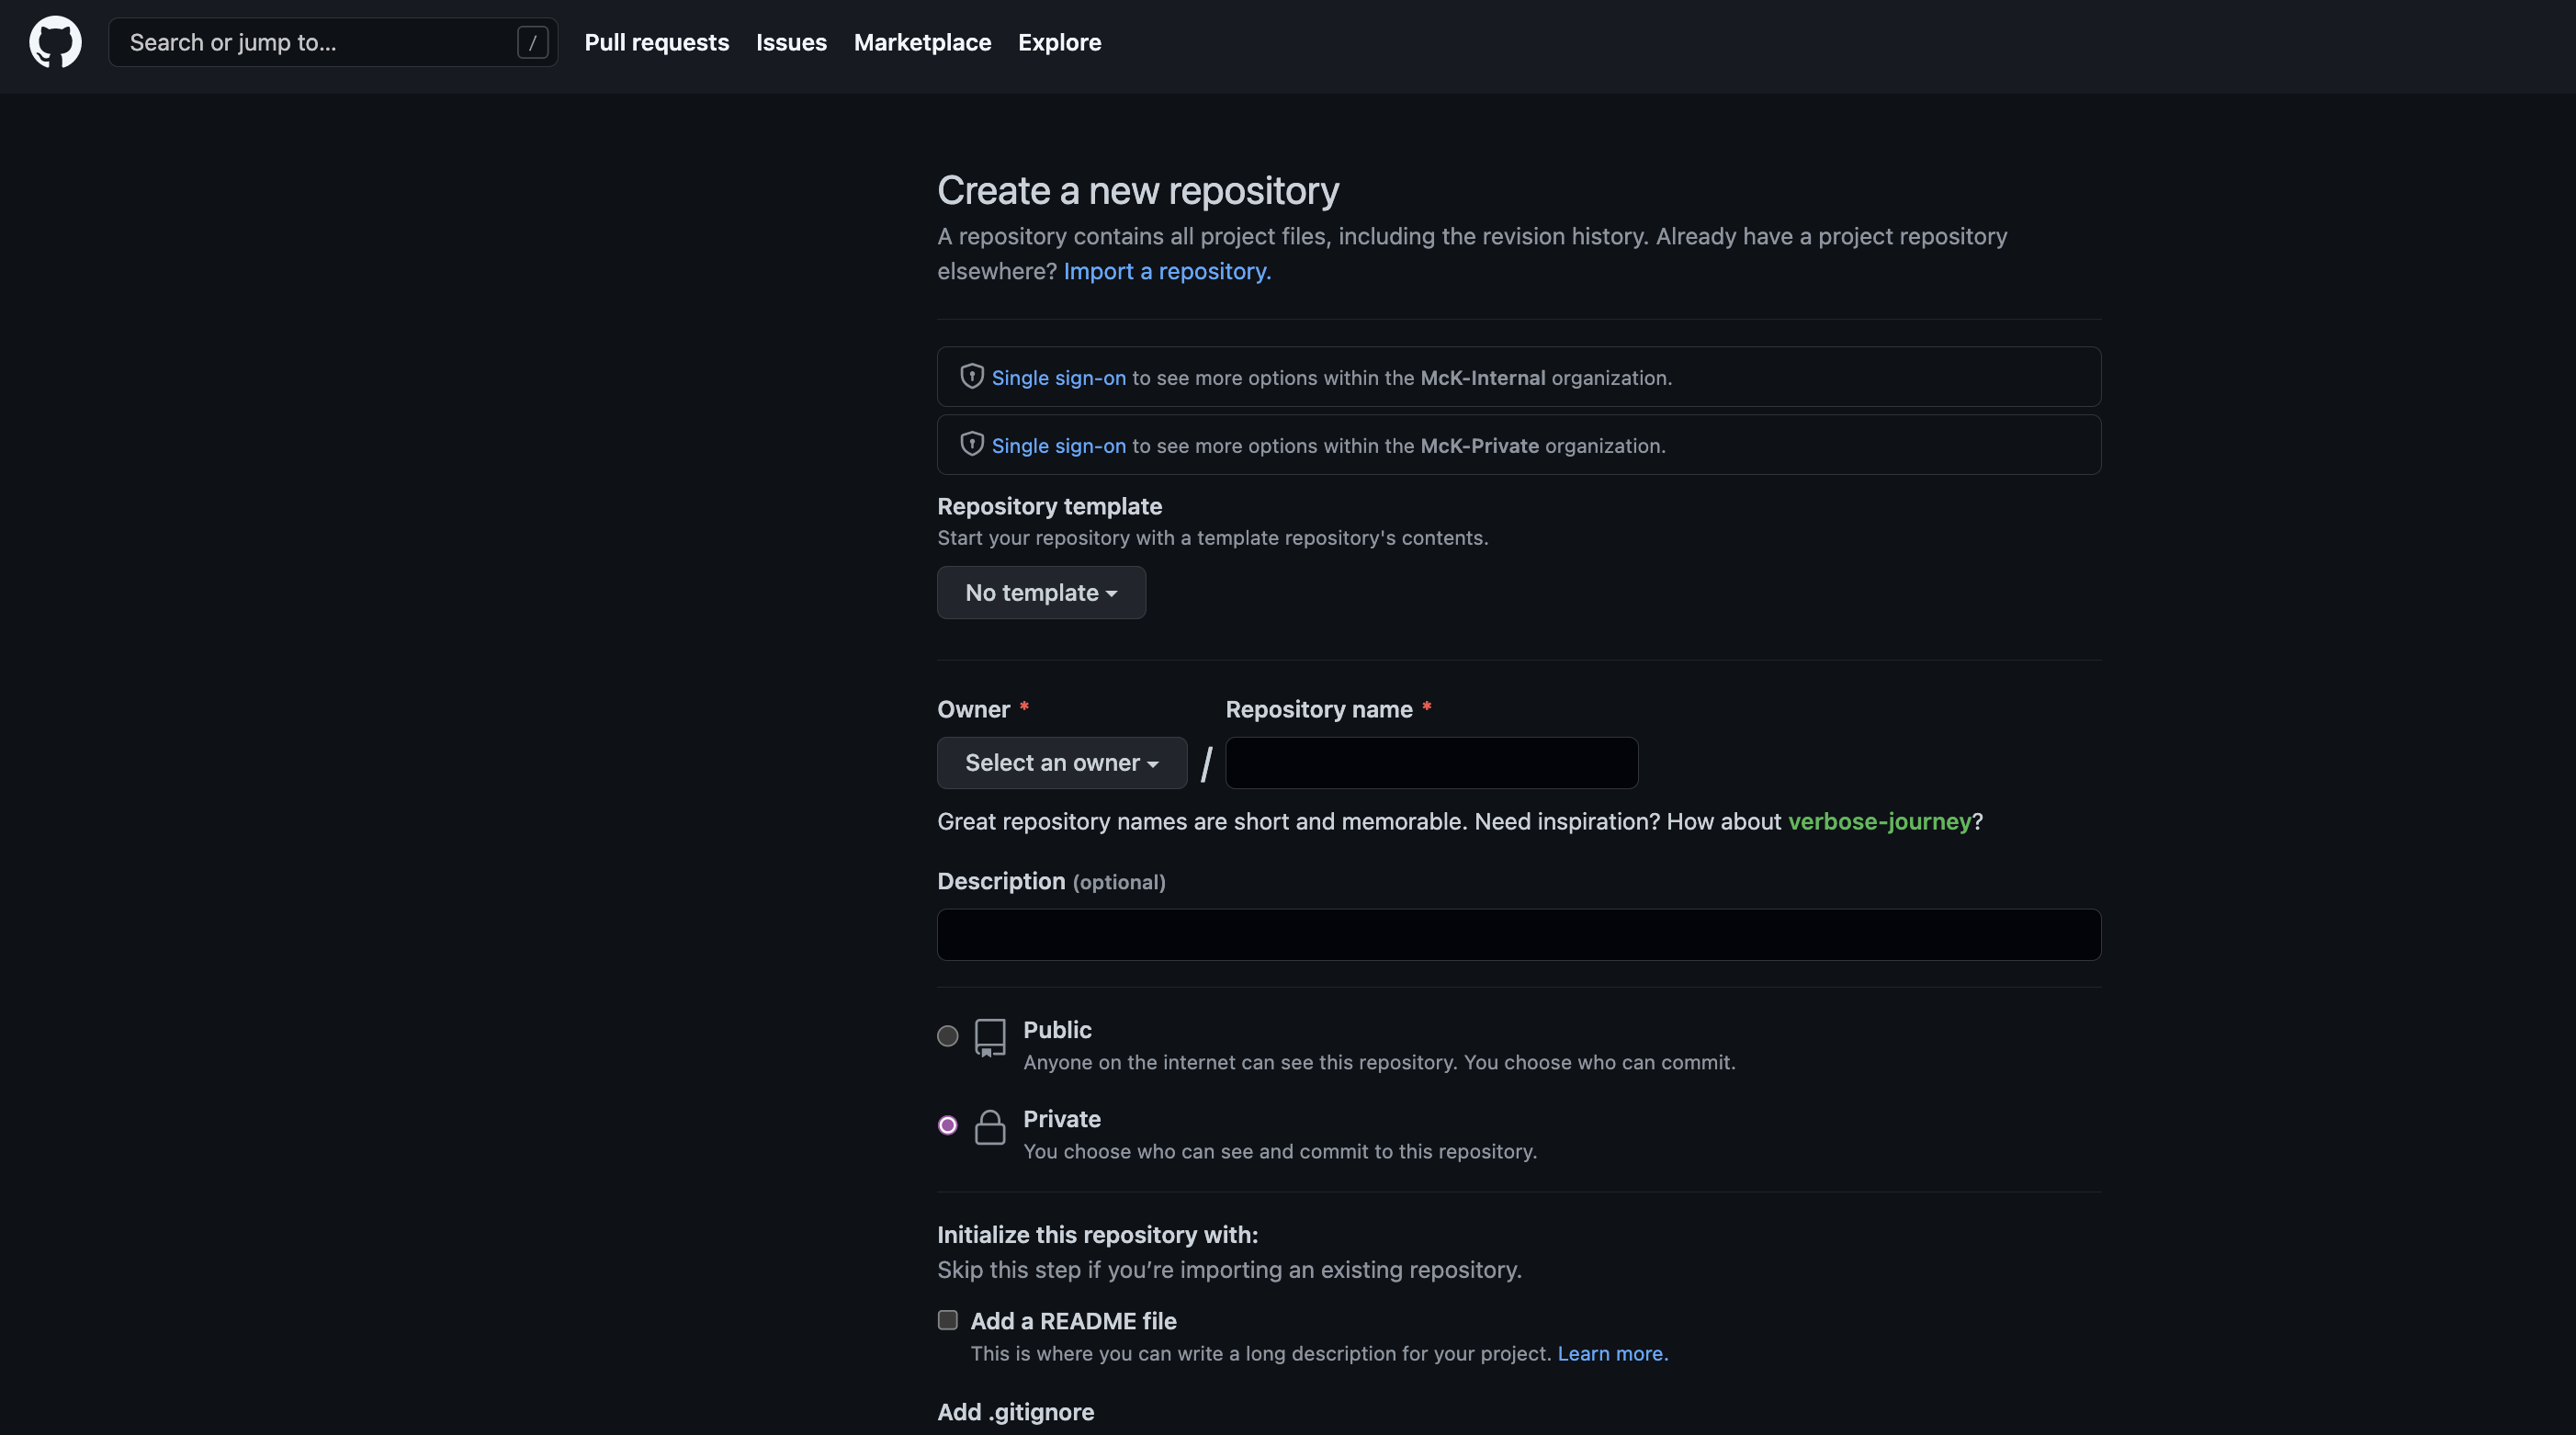 Search or jump to... /
Pull requests Issues Marketplace Explore
Create a new repository
A repository contains all project files, including the revision history. Already have a project repository
elsewhere? Import a repository.
Single sign-on to see more options within the McK-Internal organization.
Single sign-on to see more options within the McK-Private organization.
Repository template
Start your repository with a template repository's contents.
No template
Owner * Repository name *
Select an owner /
Great repository names are short and memorable. Need inspiration? How about verbose-journey?
Description (optional)
Public
Anyone on the internet can see this repository. You choose who can commit.
Private
You choose who can see and commit to this repository.
Initialize this repository with:
Skip this step if you’re importing an existing repository.
Add a README file
This is where you can write a long description for your project. Learn more.
Add .gitignore